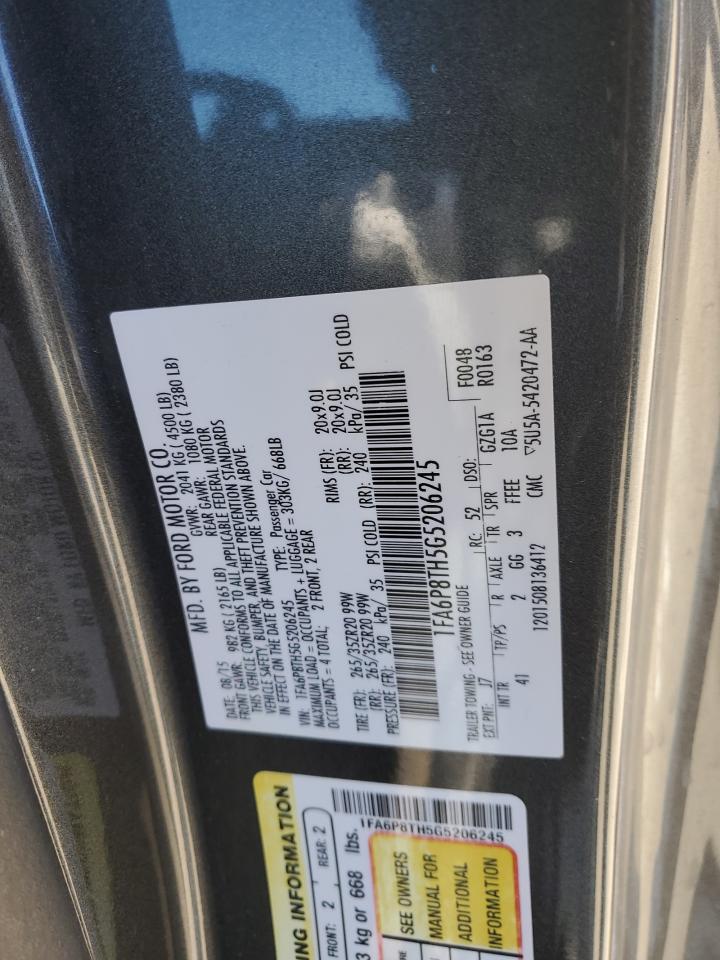 MFD. BY FORD MOTOR CO.
DATE: 08/15 GVWR: 2041 KG ( 4500 LB)
FRONT GAWR: 982 KG ( 2165 LB) REAR GAWR: 1080 KG ( 2380 LB)
THIS VEHICLE CONFORMS TO ALL APPLICABLE FEDERAL MOTOR
VEHICLE SAFETY, BUMPER, AND THEFT PREVENTION STANDARDS
IN EFFECT ON THE DATE OF MANUFACTURE SHOWN ABOVE.
VIN: 1FA6P8TH5G5206245 TYPE: Passenger Car
MAXIMUM LOAD = OCCUPANTS + LUGGAGE = 303KG/ 668LB
OCCUPANTS = 4 TOTAL: 2 FRONT, 2 REAR
TIRE (FR): 265/35ZR20 99W RIMS (FR): 20x9.0J
(RR): 265/35ZR20 99W (RR): 20x9.0J
PRESSURE (FR): 240 kPa/ 35 PSI COLD (RR): 240 kPa/ 35 PSI COLD
1FA6P8TH5G5206245
TRAILER TOWING - SEE OWNER GUIDE
F0048
EXT PNT: J7 RC: 52 DSO: R0163
INT TR TP/PS R AXLE TR SPR GZG1A
41 2 GG 3 FFEE 10A
1201508136412 CMC ▽5U5A-5420472-AA
ING INFORMATION
FRONT: 2 REAR: 2
3 kg or 668 lbs.
1FA6P8TH5G5206245
SEE OWNERS
MANUAL FOR
ADDITIONAL
INFORMATION